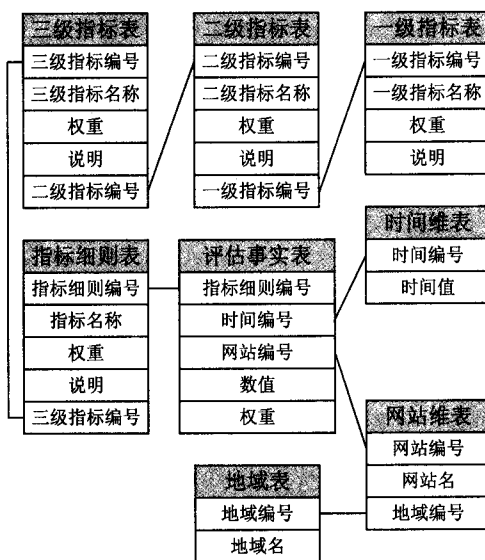 三级指标表
三级指标编号
三级指标名称
权重
说明
二级指标编号
二级指标表
二级指标编号
二级指标名称
权重
说明
一级指标编号
一级指标表
一级指标编号
一级指标名称
权重
说明
指标细则表
指标细则编号
指标名称
权重
说明
三级指标编号
评估事实表
指标细则编号
时间编号
网站编号
数值
权重
时间维表
时间编号
时间值
网站维表
网站编号
网站名
地域编号
地域表
地域编号
地域名